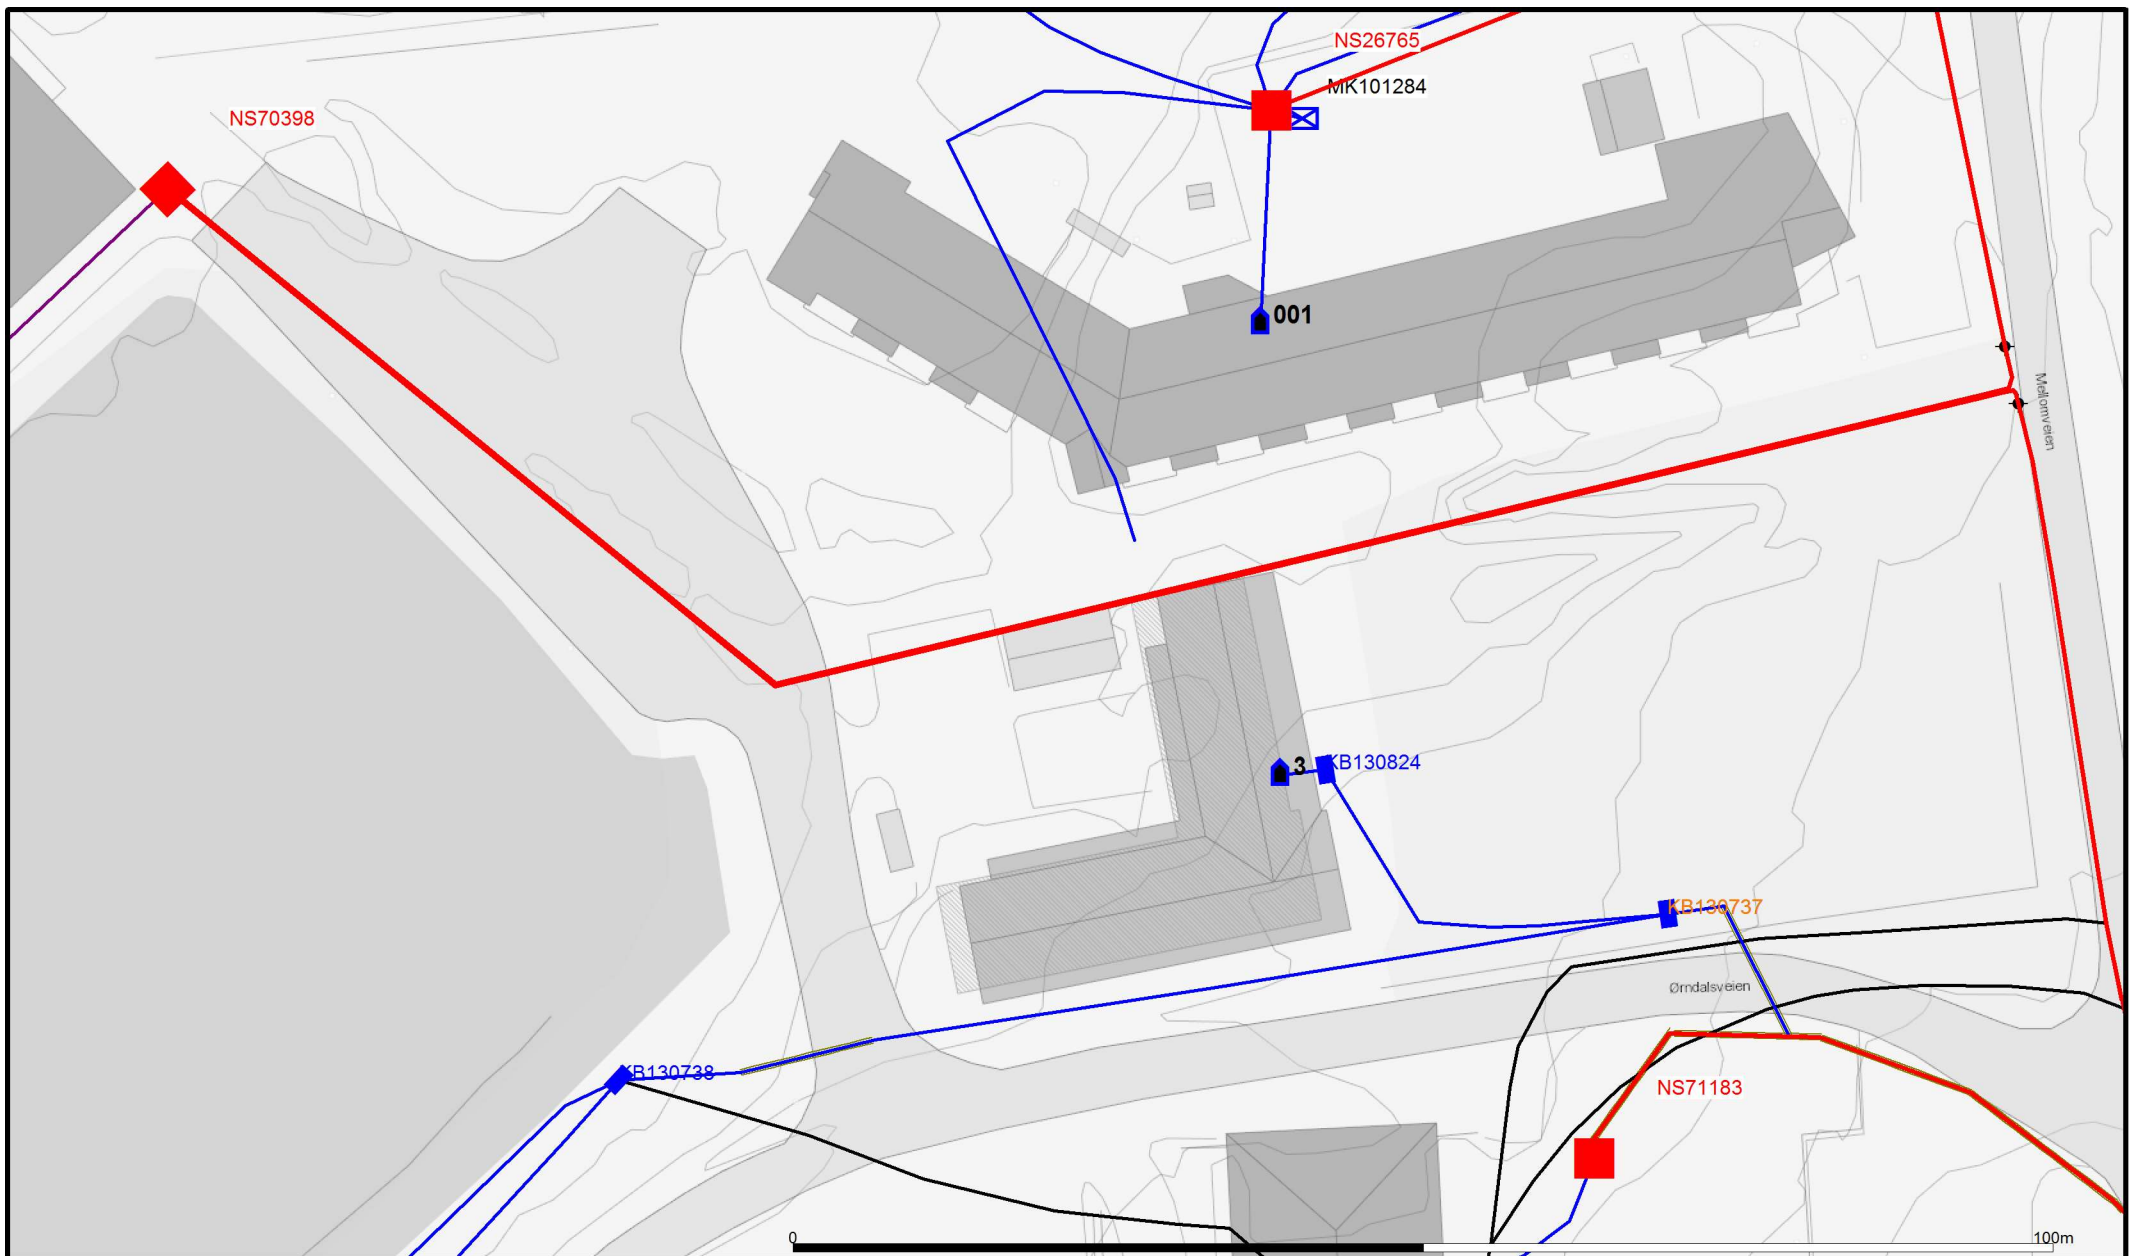 NS26765
MK101284
NS70398
001
Mellomveien
3
KB130824
KB130737
Ørndalsveien
KB130738
NS71183
0
100m